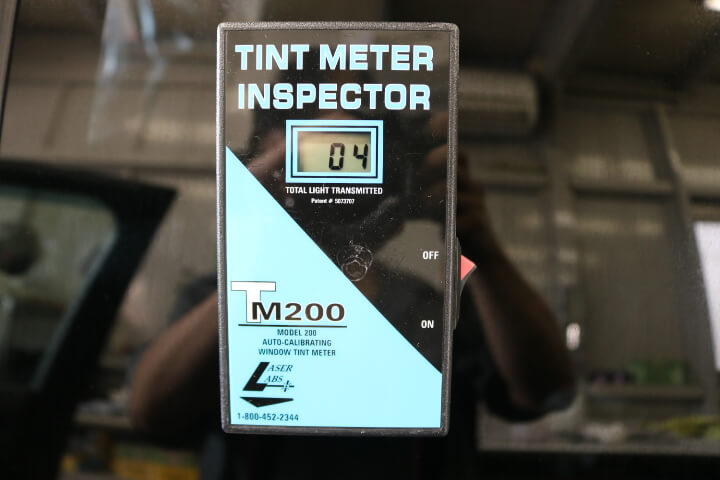 TINT METER
INSPECTOR
04
TOTAL LIGHT TRANSMITTED
Patent # 5073707
OFF
TM200
ON
MODEL 200
AUTO-CALIBRATING
WINDOW TINT METER
LASER
LABS
1-800-452-2344